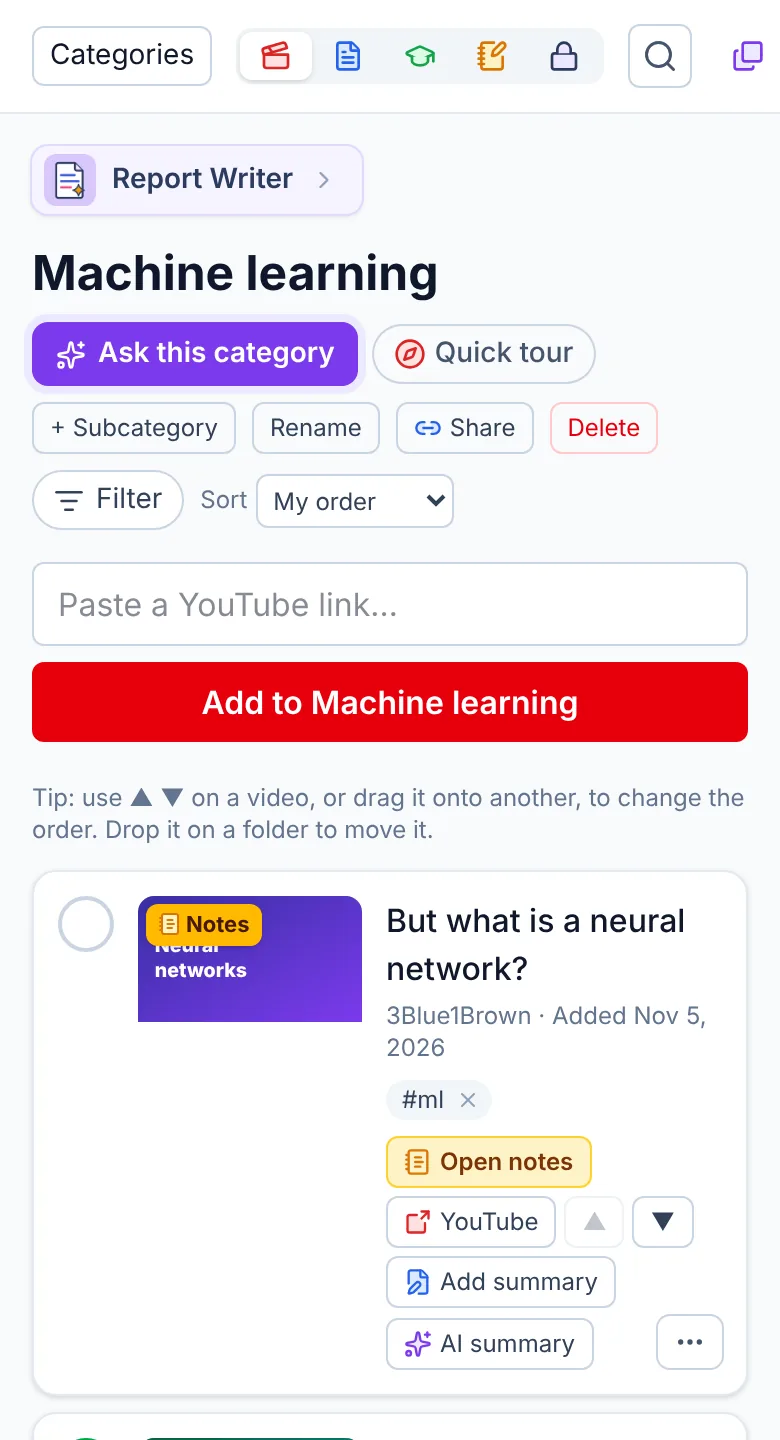 Categories
Report Writer
Machine learning
Ask this category
Quick tour
+ Subcategory
Rename
Share
Delete
Filter
Sort
My order
Paste a YouTube link...
Add to Machine learning
Tip: use ▲ ▼ on a video, or drag it onto another, to change the
order. Drop it on a folder to move it.
Notes
Neural
networks
But what is a neural
network?
3Blue1Brown · Added Nov 5,
2026
#ml ×
Open notes
YouTube
▲
▼
Add summary
AI summary
...